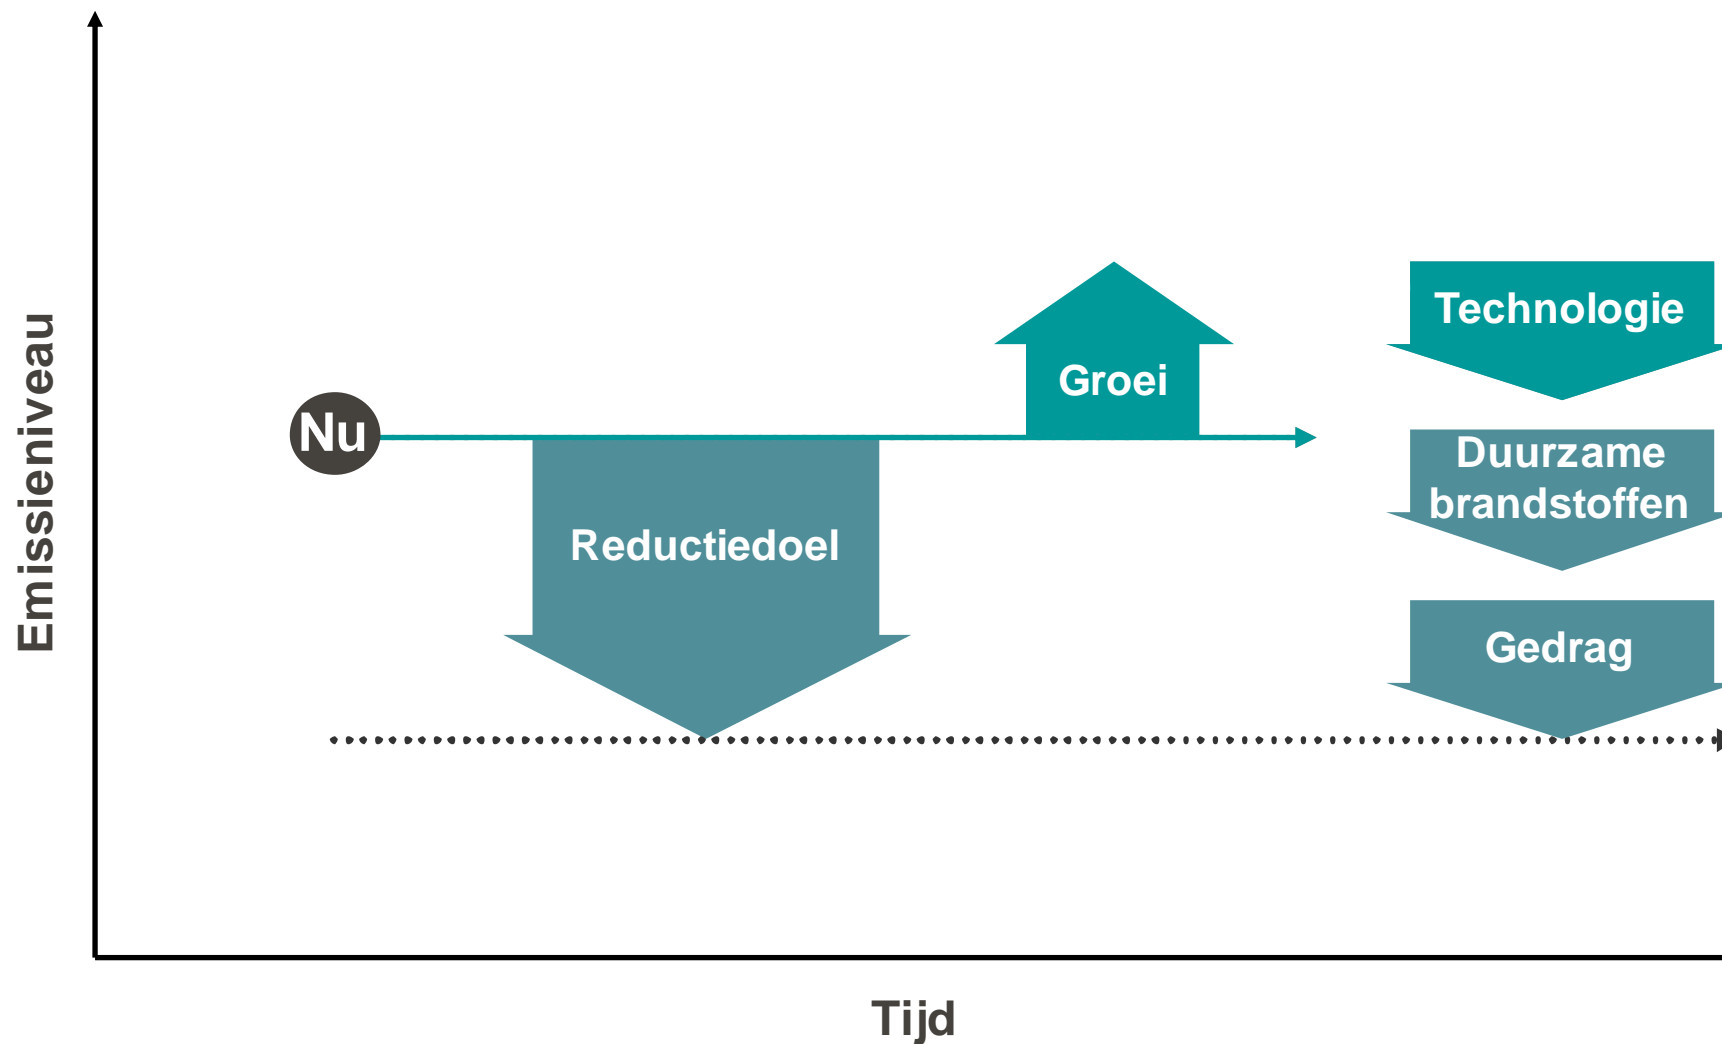 Emissieniveau
Nu
Reductiedoel
Groei
Technologie
Duurzame
brandstoffen
Gedrag
Tijd